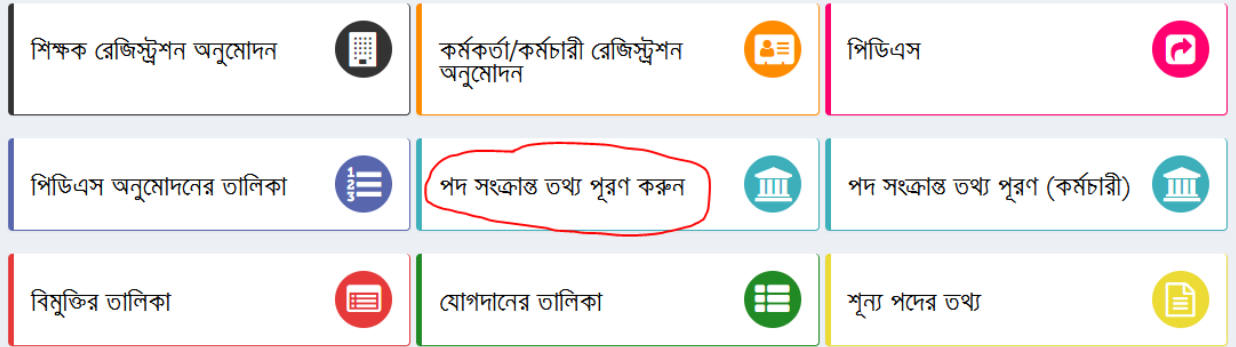 শিক্ষক রেজিস্ট্রশন অনুমোদন
কর্মকর্তা/কর্মচারী রেজিস্ট্রশন
অনুমোদন
পিডিএস
পিডিএস অনুমোদনের তালিকা
পদ সংক্রান্ত তথ্য পূরণ করুন
পদ সংক্রান্ত তথ্য পূরণ (কর্মচারী)
বিমুক্তির তালিকা
যোগদানের তালিকা
শূন্য পদের তথ্য